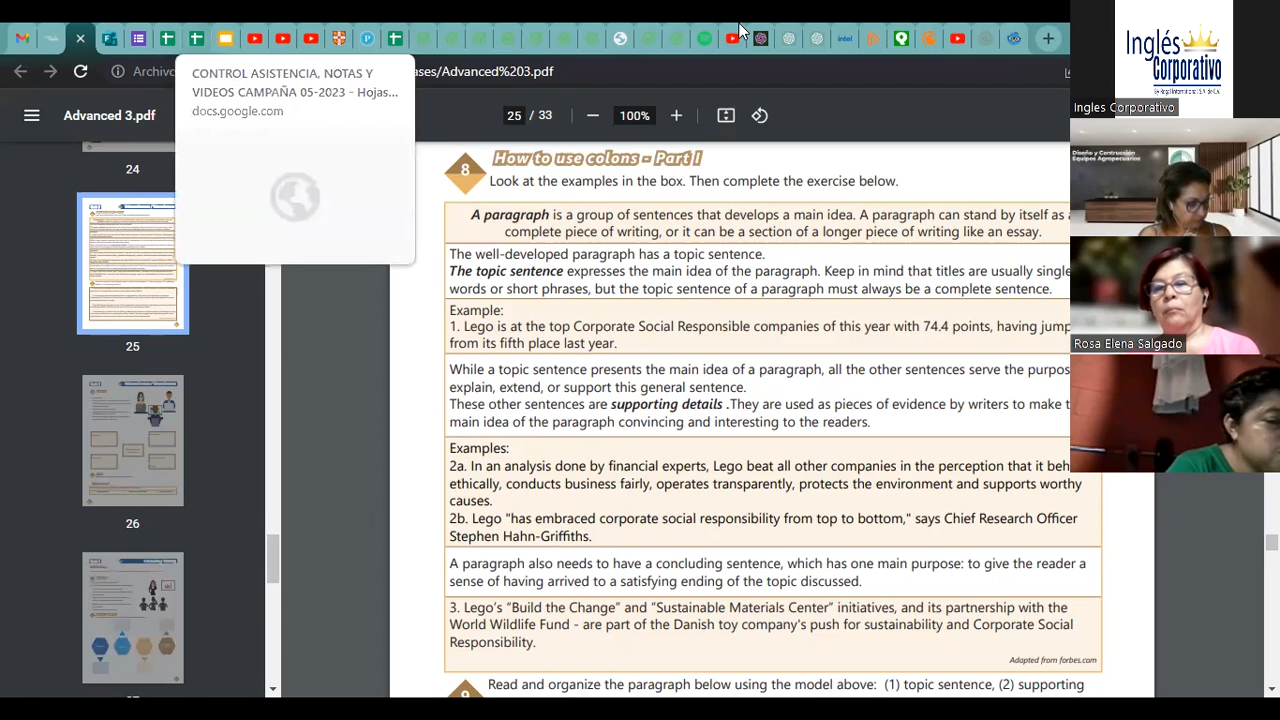 intel
Archivo
ases/Advanced%203.pdf
CONTROL ASISTENCIA, NOTAS Y
VIDEOS CAMPAÑA 05-2023 - Hojas...
docs.google.com
Advanced 3.pdf
25 / 33
100%
24
25
26
8
How to use colons - Part I
Look at the examples in the box. Then complete the exercise below.
A paragraph is a group of sentences that develops a main idea. A paragraph can stand by itself as a
complete piece of writing, or it can be a section of a longer piece of writing like an essay.
The well-developed paragraph has a topic sentence.
The topic sentence expresses the main idea of the paragraph. Keep in mind that titles are usually single
words or short phrases, but the topic sentence of a paragraph must always be a complete sentence.
Example:
1. Lego is at the top Corporate Social Responsible companies of this year with 74.4 points, having jump
from its fifth place last year.
While a topic sentence presents the main idea of a paragraph, all the other sentences serve the purpos
explain, extend, or support this general sentence.
These other sentences are supporting details .They are used as pieces of evidence by writers to make t
main idea of the paragraph convincing and interesting to the readers.
Examples:
2a. In an analysis done by financial experts, Lego beat all other companies in the perception that it beh
ethically, conducts business fairly, operates transparently, protects the environment and supports worthy
causes.
2b. Lego "has embraced corporate social responsibility from top to bottom," says Chief Research Officer
Stephen Hahn-Griffiths.
A paragraph also needs to have a concluding sentence, which has one main purpose: to give the reader a
sense of having arrived to a satisfying ending of the topic discussed.
3. Lego's "Build the Change" and "Sustainable Materials Center" initiatives, and its partnership with the
World Wildlife Fund - are part of the Danish toy company's push for sustainability and Corporate Social
Responsibility.
Adapted from forbes.com
9
Read and organize the paragraph below using the model above: (1) topic sentence, (2) supporting
Inglés
Corporativo
Ingles Corporativo
Diseño y Contrucción
Equipos Agropecuarios
Rosa Elena Salgado